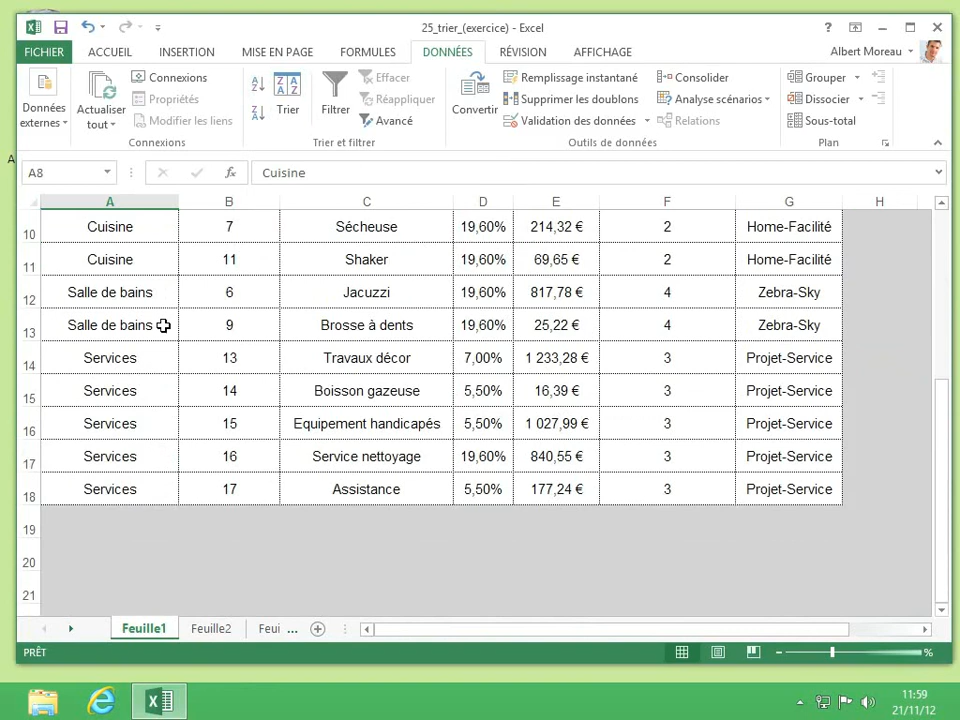 25_trier_(exercice) - Excel
?
FICHIER ACCUEIL INSERTION MISE EN PAGE FORMULES DONNÉES RÉVISION AFFICHAGE Albert Moreau
Données externes
Actualiser tout
Connexions
Propriétés
Modifier les liens
Connexions
Trier
Filtrer
Effacer
Réappliquer
Avancé
Trier et filtrer
Convertir
Remplissage instantané
Supprimer les doublons
Validation des données
Consolider
Analyse scénarios
Relations
Outils de données
Grouper
Dissocier
Sous-total
Plan
A8 fx Cuisine
A B C D E F G H
10 Cuisine 7 Sécheuse 19,60% 214,32 € 2 Home-Facilité
11 Cuisine 11 Shaker 19,60% 69,65 € 2 Home-Facilité
12 Salle de bains 6 Jacuzzi 19,60% 817,78 € 4 Zebra-Sky
13 Salle de bains 9 Brosse à dents 19,60% 25,22 € 4 Zebra-Sky
14 Services 13 Travaux décor 7,00% 1 233,28 € 3 Projet-Service
15 Services 14 Boisson gazeuse 5,50% 16,39 € 3 Projet-Service
16 Services 15 Equipement handicapés 5,50% 1 027,99 € 3 Projet-Service
17 Services 16 Service nettoyage 19,60% 840,55 € 3 Projet-Service
18 Services 17 Assistance 5,50% 177,24 € 3 Projet-Service
19
20
21
Feuille1 Feuille2 Feui ...
PRÊT %
11:59
21/11/12